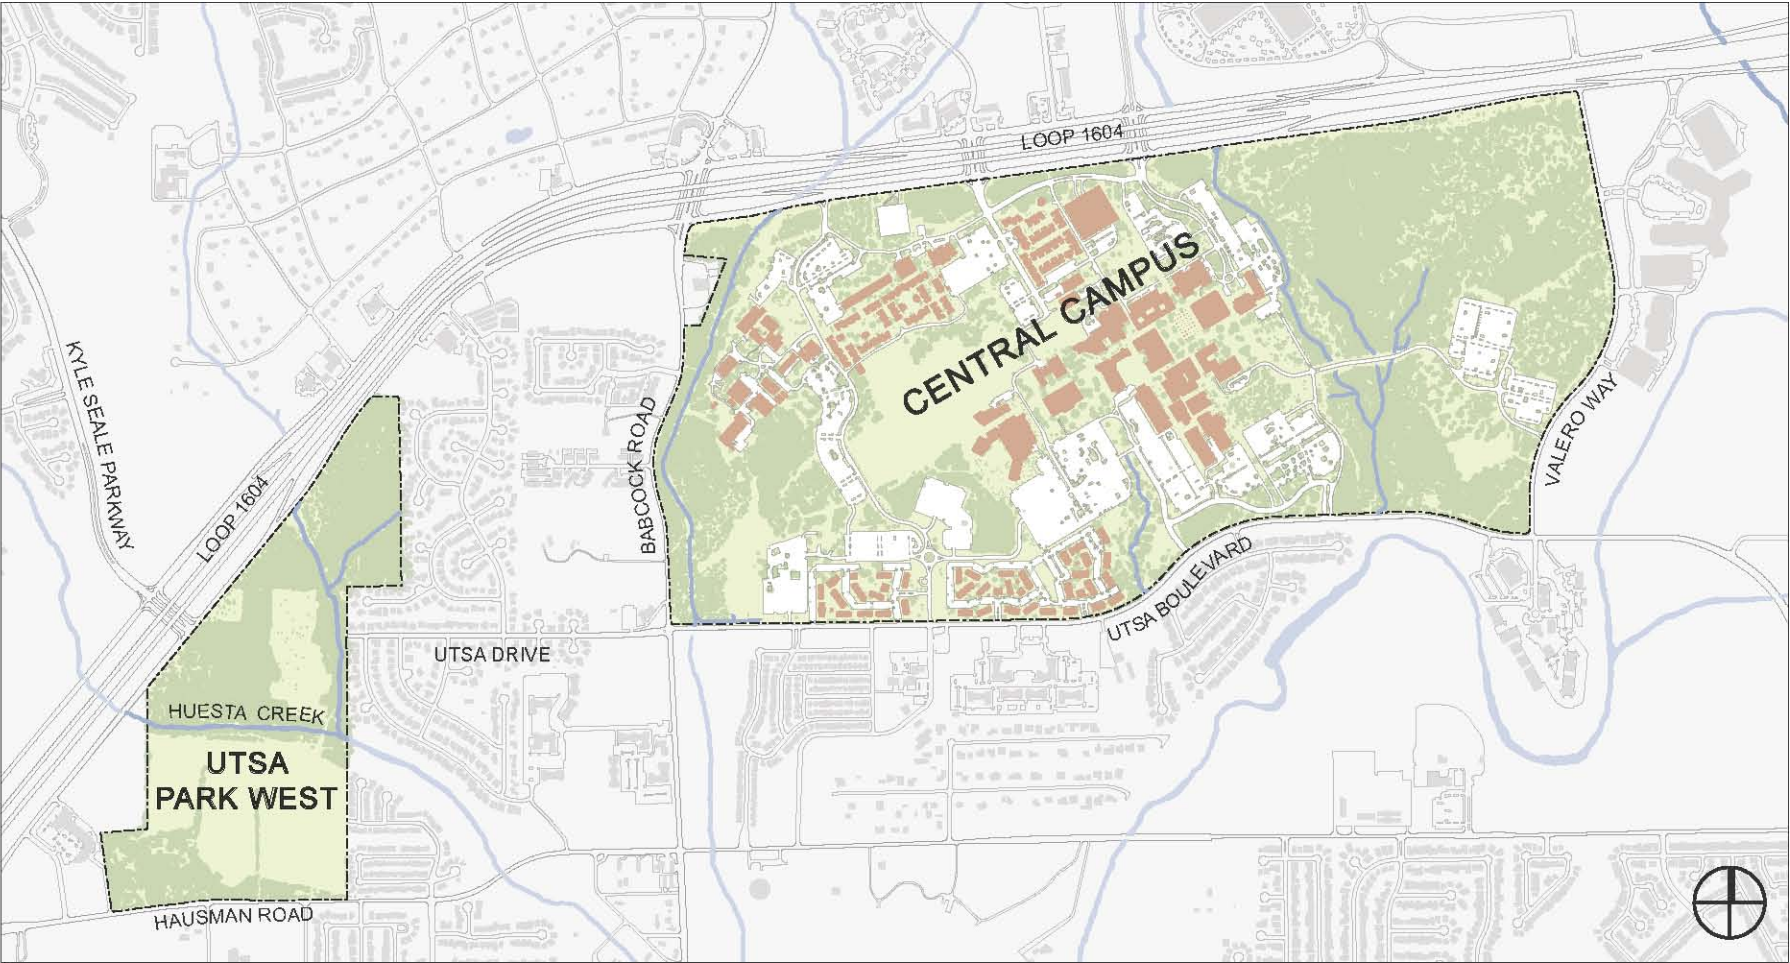 LOOP 1604
CENTRAL CAMPUS
KYLE SEALE PARKWAY
BABCOCK ROAD
VALERO WAY
LOOP 1604
UTSA BOULEVARD
UTSA DRIVE
HUESTA CREEK
UTSA
PARK WEST
HAUSMAN ROAD